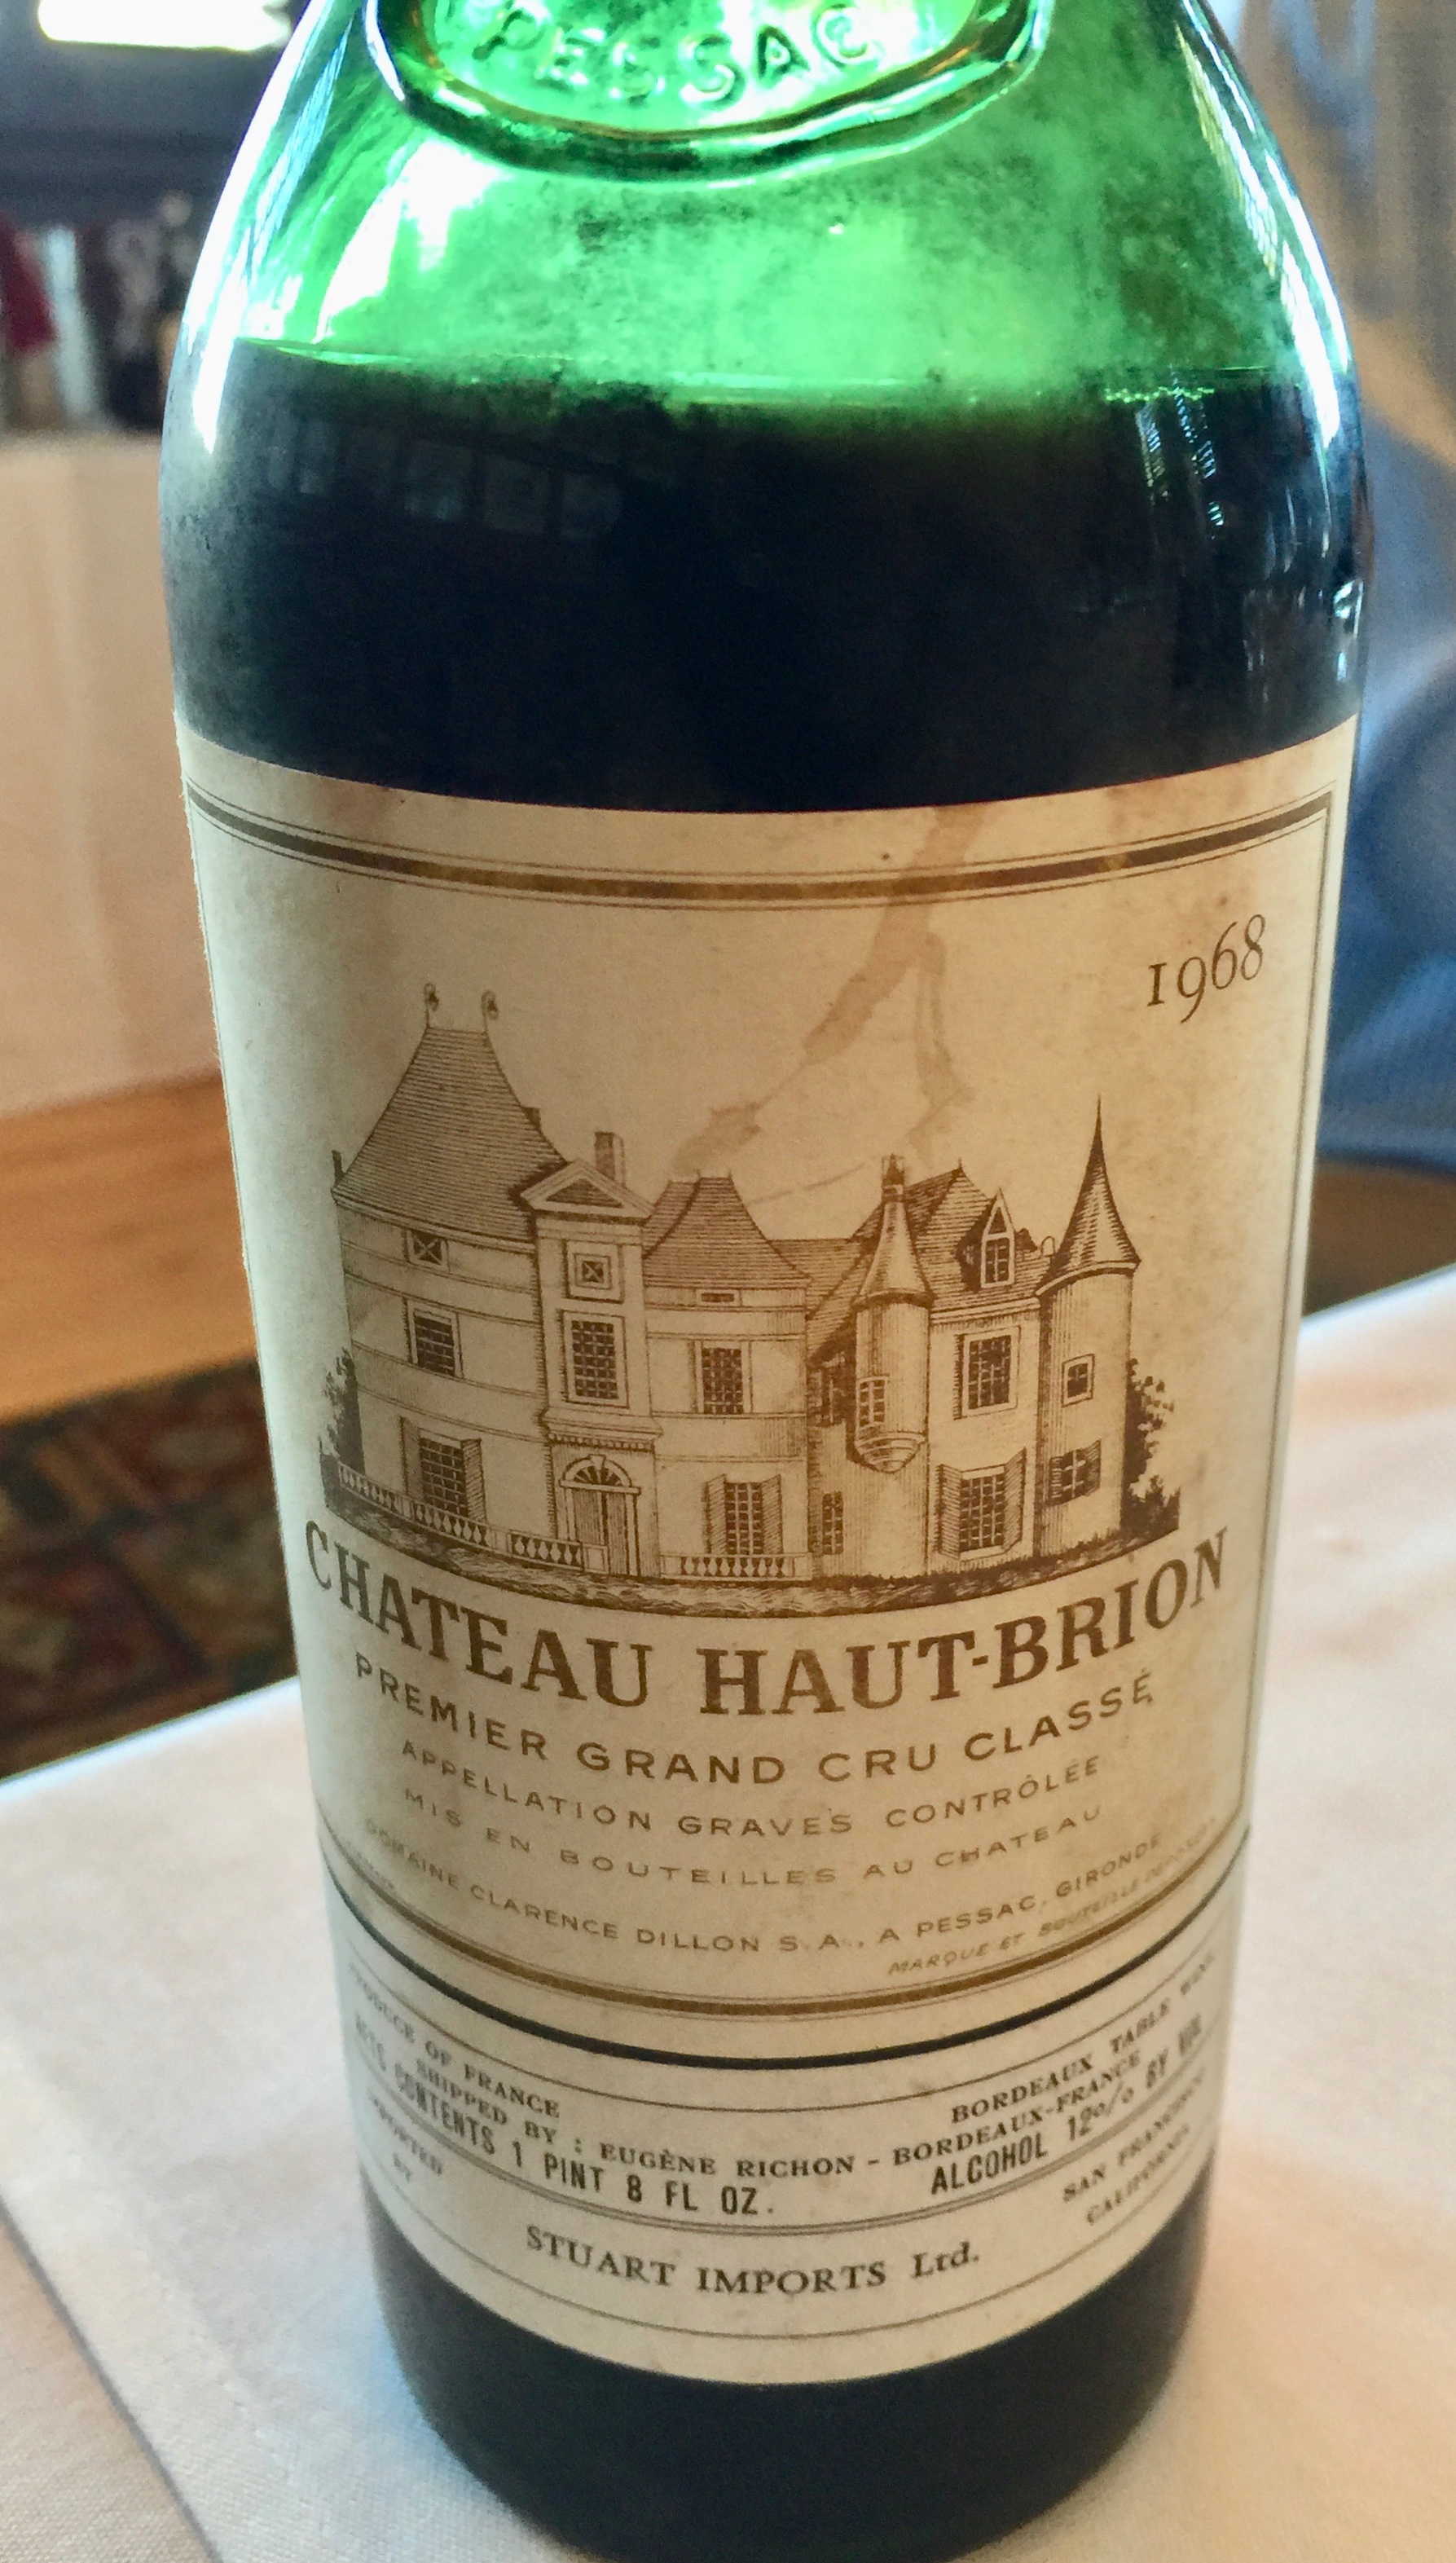 PESSAC
1968
CHATEAU HAUT-BRION
PREMIER GRAND CRU CLASSÉ
APPELLATION GRAVES CONTRÔLÉE
MIS EN BOUTEILLES AU CHATEAU
DOMAINE CLARENCE DILLON S.A., A PESSAC, GIRONDE
MARQUE ET BOUTEILLE
PRODUCE OF FRANCE BORDEAUX TABLE WINE
SHIPPED BY : EUGÈNE RICHON - BORDEAUX-FRANCE
CONTENTS 1 PINT 8 FL OZ. ALCOHOL 12% BY VOL
IMPORTED BY
STUART IMPORTS Ltd.
SAN FRANCISCO
CALIFORNIA